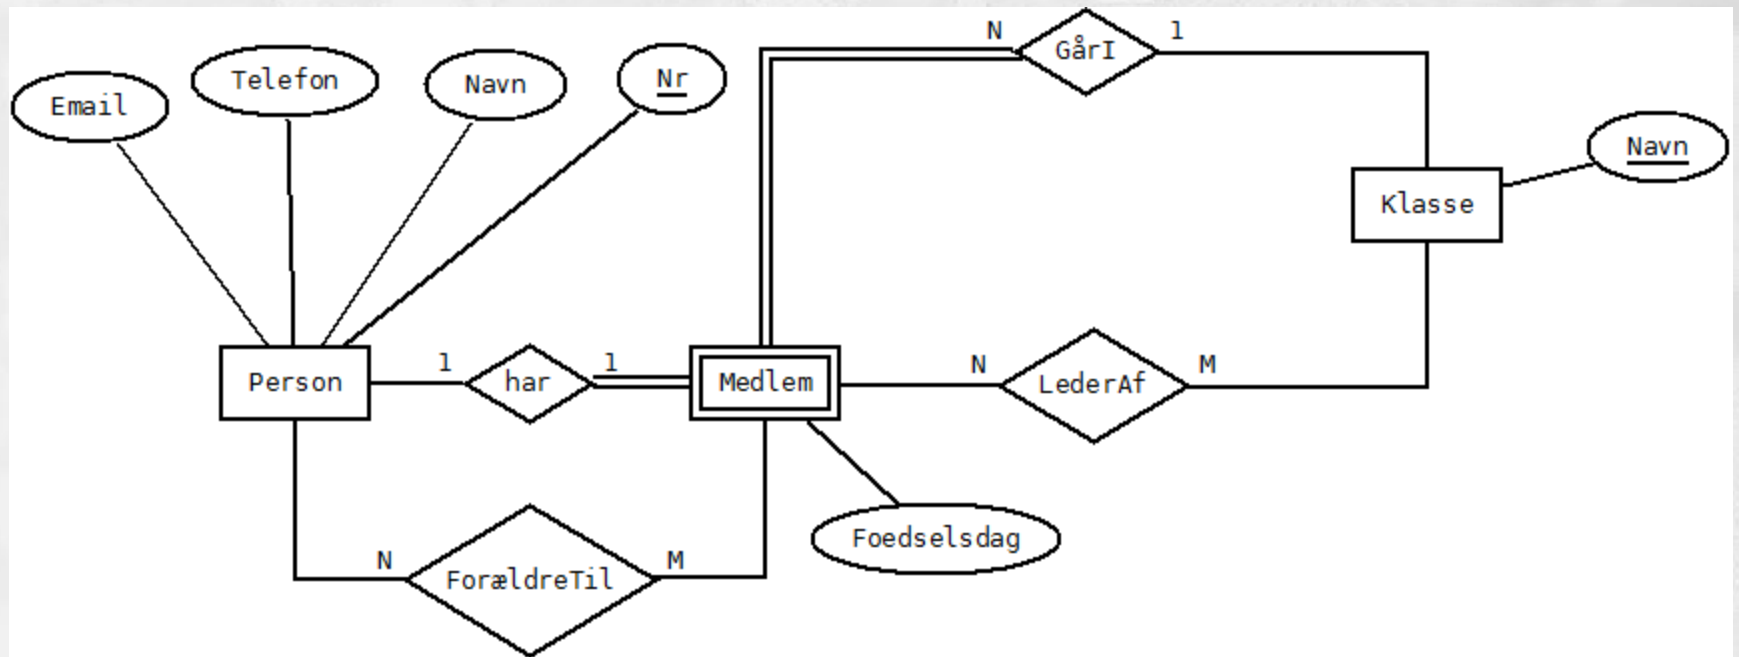 N
GårI
1
Email
Telefon
Navn
Nr
Navn
Klasse
Person
1
har
1
Medlem
N
LederAf
M
Foedselsdag
N
ForældreTil
M